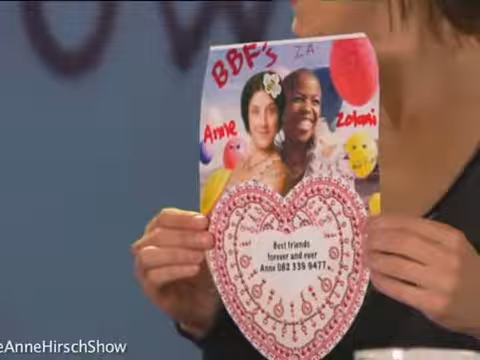 BBF's
ZA
Anne
Zolani
Best friends
forever and ever
Anne 082 339 9477
eAnneHirschShow